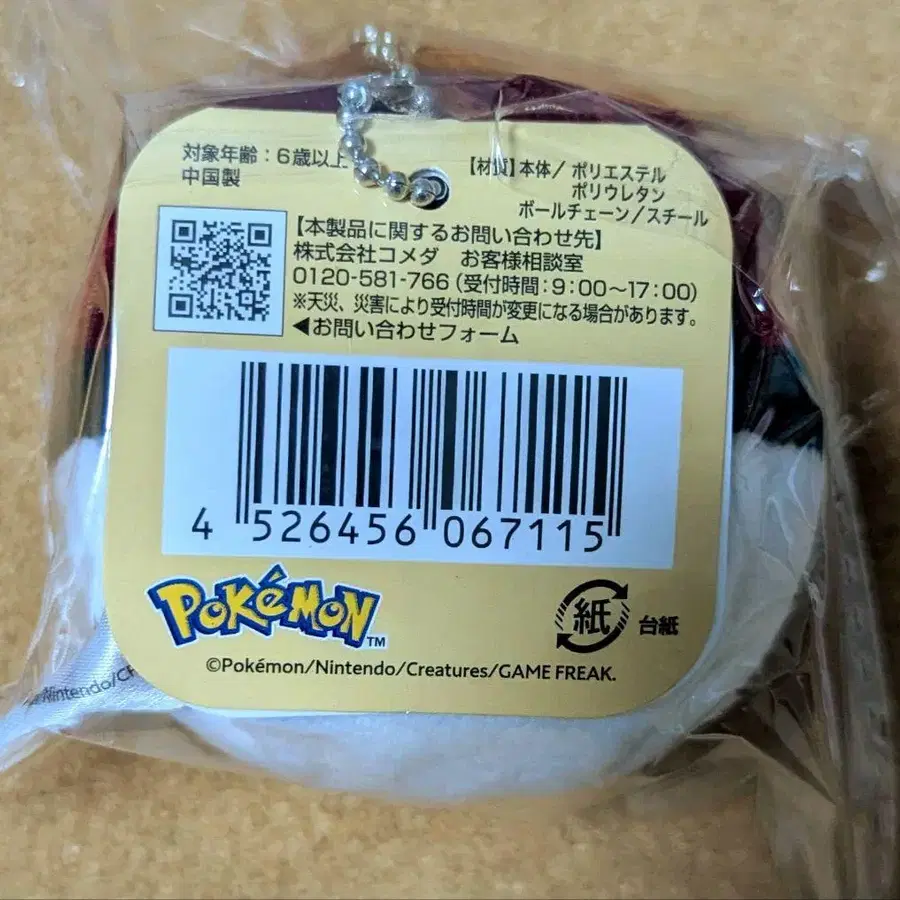 対象年齢：6歳以上
中国製
【材質】本体/ ポリエステル
ポリウレタン
ボールチェーン/スチール
【本製品に関するお問い合わせ先】
株式会社コメダ お客様相談室
0120-581-766（受付時間：9：00〜17：00）
※天災、災害により受付時間が変更になる場合があります。
◀お問い合わせフォーム
4 526456 067115
POKéMON™
紙 台紙
©Pokémon/Nintendo/Creatures/GAME FREAK.
Nintendo/